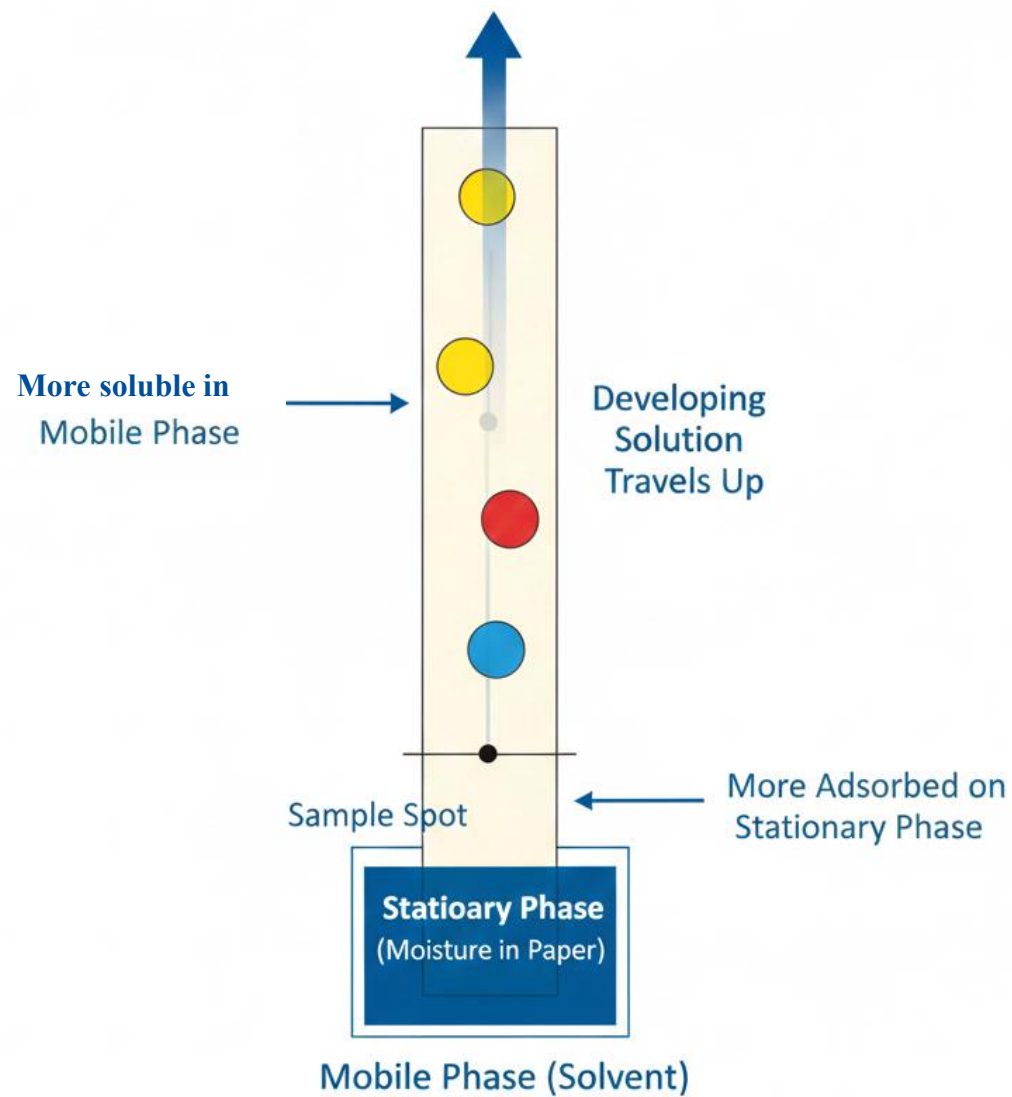 More soluble in
Mobile Phase
Developing
Solution
Travels Up
Sample Spot
More Adsorbed on
Stationary Phase
Statioary Phase
(Moisture in Paper)
Mobile Phase (Solvent)